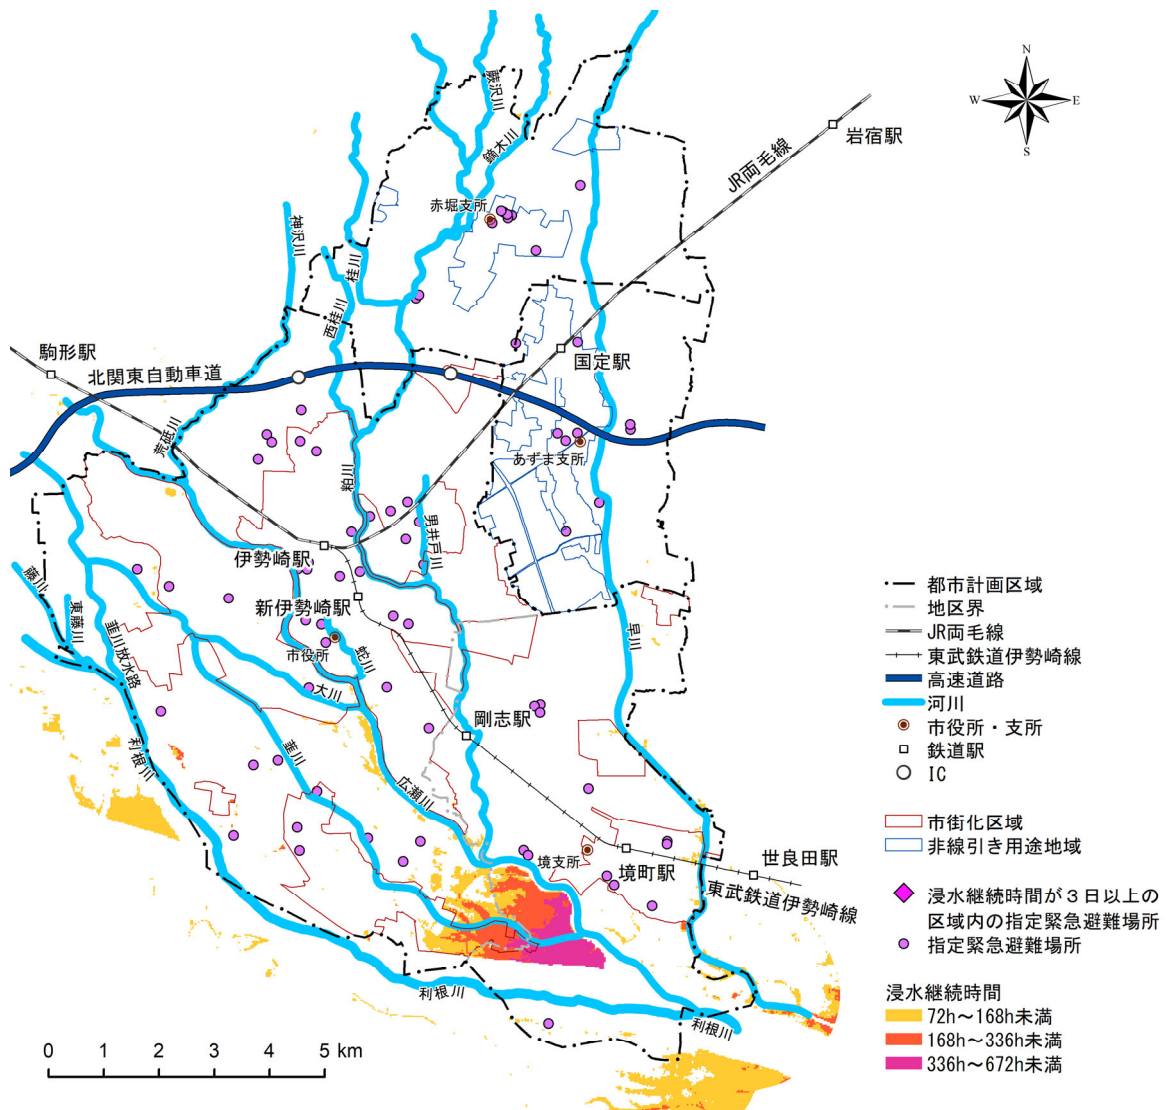 N
W
E
S
岩宿駅
JR両毛線
蕨沢川
鏑木川
赤堀支所
神沢川
桂川
西桂川
駒形駅
北関東自動車道
国定駅
荒砥川
粕川
あずま支所
男井戸川
伊勢崎駅
藤川
東藤川
韮川放水路
新伊勢崎駅
市役所
蛇川
早川
大川
剛志駅
利根川
韮川
広瀬川
境支所
境町駅
世良田駅
東武鉄道伊勢崎線
利根川
利根川
0 1 2 3 4 5 km
都市計画区域
地区界
JR両毛線
東武鉄道伊勢崎線
高速道路
河川
市役所・支所
鉄道駅
IC
市街化区域
非線引き用途地域
浸水継続時間が３日以上の
区域内の指定緊急避難場所
指定緊急避難場所
浸水継続時間
72h～168h未満
168h～336h未満
336h～672h未満